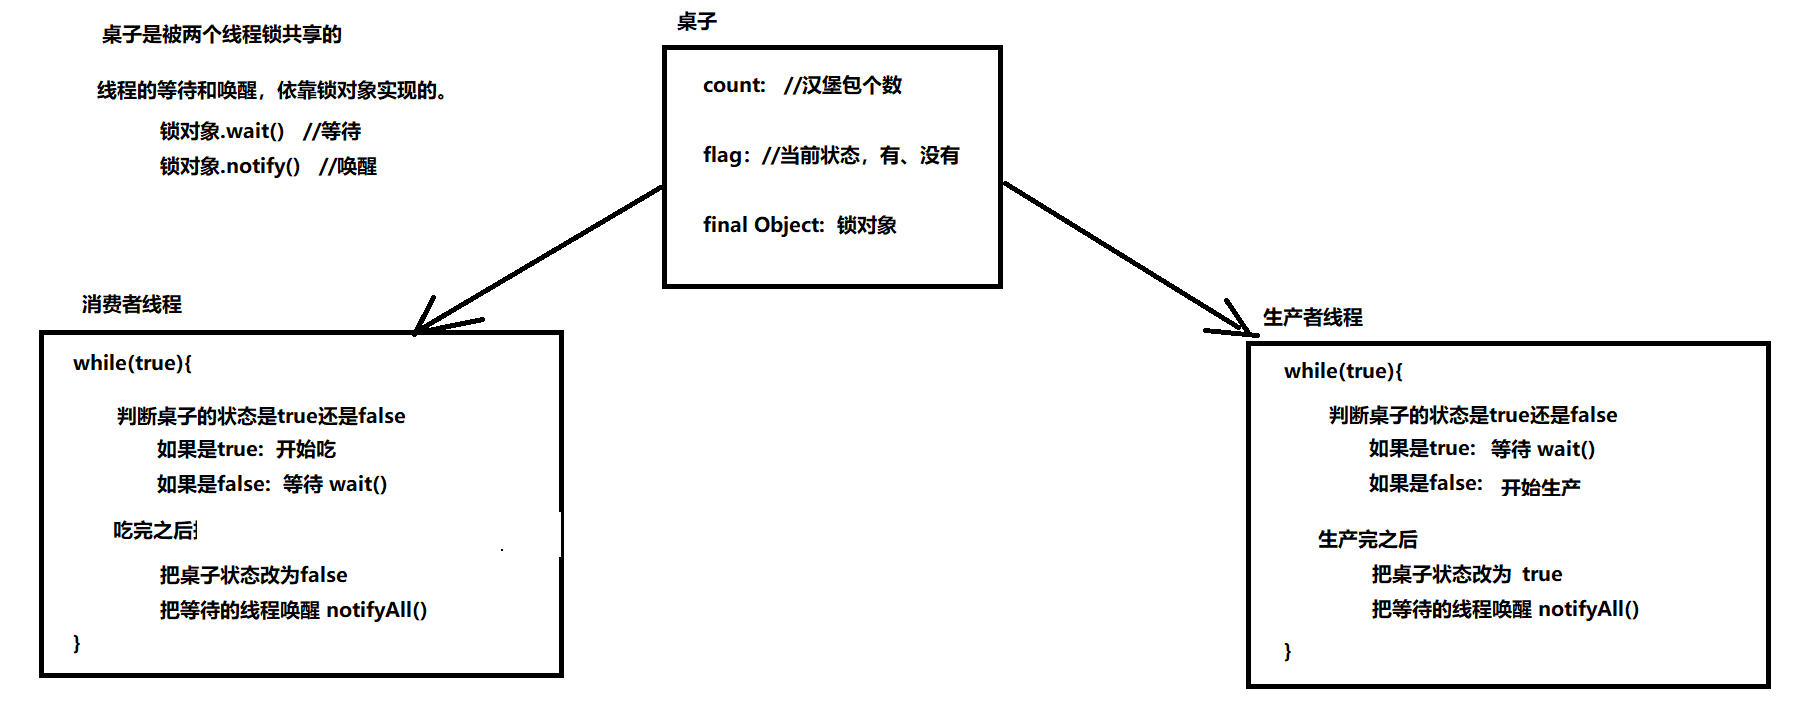 桌子是被两个线程锁共享的
线程的等待和唤醒，依靠锁对象实现的。
锁对象.wait()   //等待
锁对象.notify()   //唤醒
桌子
count:   //汉堡包个数
flag：//当前状态，有、没有
final Object:  锁对象
消费者线程
while(true){
判断桌子的状态是true还是false
如果是true:  开始吃
如果是false:  等待 wait()
吃完之后
把桌子状态改为false
把等待的线程唤醒 notifyAll()
}
生产者线程
while(true){
判断桌子的状态是true还是false
如果是true:  等待 wait()
如果是false:  开始生产
生产完之后
把桌子状态改为  true
把等待的线程唤醒 notifyAll()
}